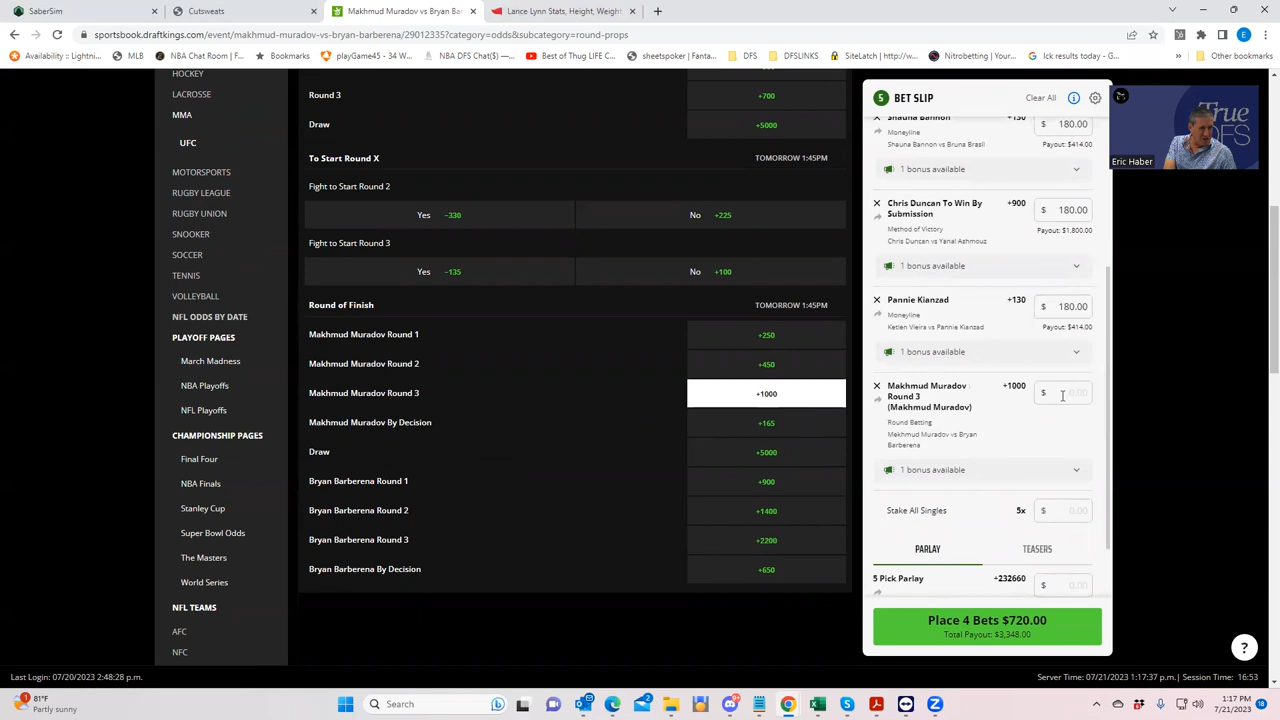 SaberSim
Cutsweats
Makhmud Muradov vs Bryan Bar
Lance Lynn Stats, Height, Weight
sportsbook.draftkings.com/event/makhmud-muradov-vs-bryan-barberena/29012335?category=odds&subcategory=round-props
Availability :: Lightnin...
MLB
NBA Chat Room @ F...
Bookmarks
playGame45 - 34 W...
NBA DFS Chat!
Best of True DFS - Y...
sheetspoker | Fanta...
DFS
DFSLINKS
SiteLatch | http://w...
Nitrobetting | Your...
Ick results today - G...
Other bookmarks
HOCKEY
LACROSSE
MMA
UFC
MOTORSPORTS
RUGBY LEAGUE
RUGBY UNION
SNOOKER
SOCCER
TENNIS
VOLLEYBALL
NFL ODDS BY DATE
PLAYOFF PAGES
March Madness
NBA Playoffs
NFL Playoffs
CHAMPIONSHIP PAGES
Final Four
NBA Finals
Stanley Cup
Super Bowl Odds
The Masters
World Series
NFL TEAMS
AFC
NFC
Round 3 +700
Draw +5000
To Start Round X TOMORROW 1:45PM
Fight to Start Round 2
Yes −330 No +225
Fight to Start Round 3
Yes −135 No +100
Round of Finish TOMORROW 1:45PM
Makhmud Muradov Round 1 +250
Makhmud Muradov Round 2 +450
Makhmud Muradov Round 3 +1000
Makhmud Muradov By Decision +165
Draw +5000
Bryan Barberena Round 1 +900
Bryan Barberena Round 2 +1400
Bryan Barberena Round 3 +2200
Bryan Barberena By Decision +650
5 BET SLIP Clear All
Shauna Bannon +130 $ 180.00
Moneyline
Shauna Bannon vs Bruna Brasil Payout: $414.00
1 bonus available
Chris Duncan To Win By +900 $ 180.00
Submission
Method of Victory Payout: $1,800.00
Chris Duncan vs Yanal Ashmouz
1 bonus available
Pannie Kianzad +130 $ 180.00
Moneyline
Ketlen Vieira vs Pannie Kianzad Payout: $414.00
1 bonus available
Makhmud Muradov +1000 $ 0.00
Round 3
(Makhmud Muradov)
Round Betting
Makhmud Muradov vs Bryan
Barberena
1 bonus available
Stake All Singles 5x $ 0.00
PARLAY TEASERS
5 Pick Parlay +232660 $ 0.00
Place 4 Bets $720.00
Total Payout: $3,348.00
True
DFS
Eric Haber
?
Last Login: 07/20/2023 2:48:28 p.m. Server Time: 07/21/2023 1:17:37 p.m.| Session Time: 16:53
81°F
Partly sunny
Search
1:17 PM
7/21/2023